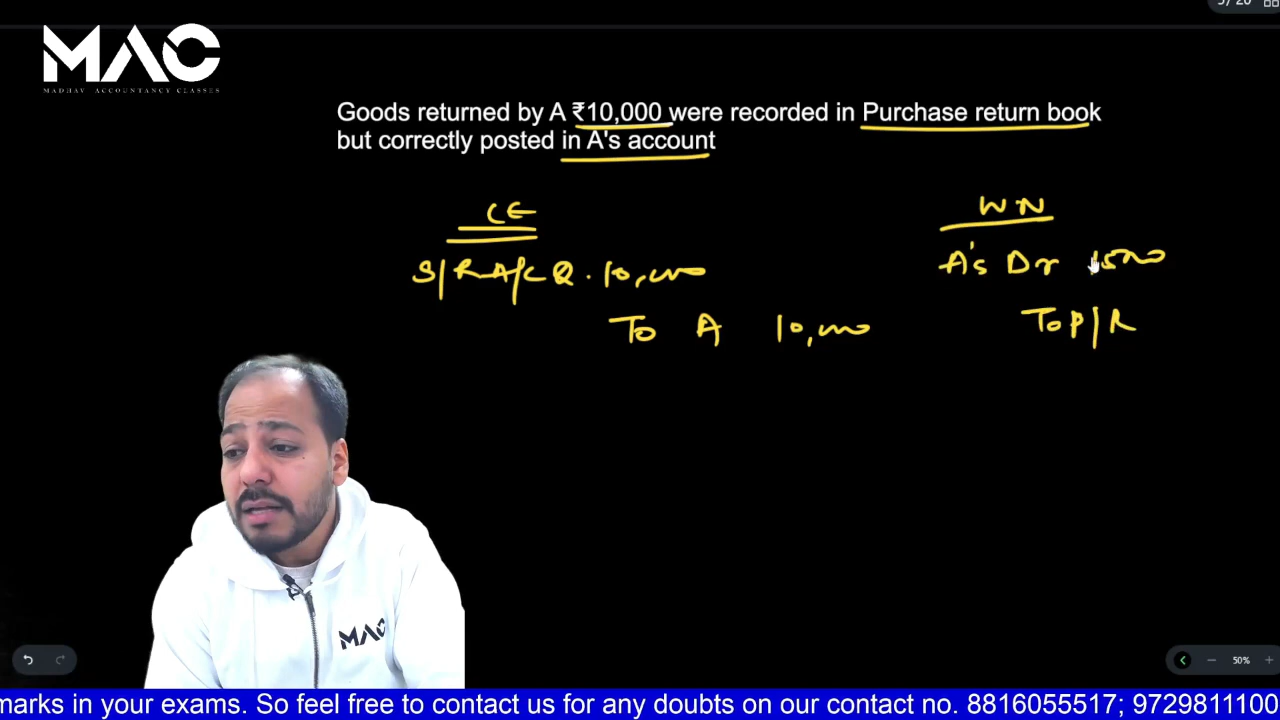 5/20
MAC
MADHAV ACCOUNTANCY CLASSES
Goods returned by A ₹10,000 were recorded in Purchase return book
but correctly posted in A's account
CE
WN
S/R A/C
10,000
A's Dr
To A 10,000
To P/R
MAC
50%
marks in your exams. So feel free to contact us for any doubts on our contact no. 8816055517; 9729811100